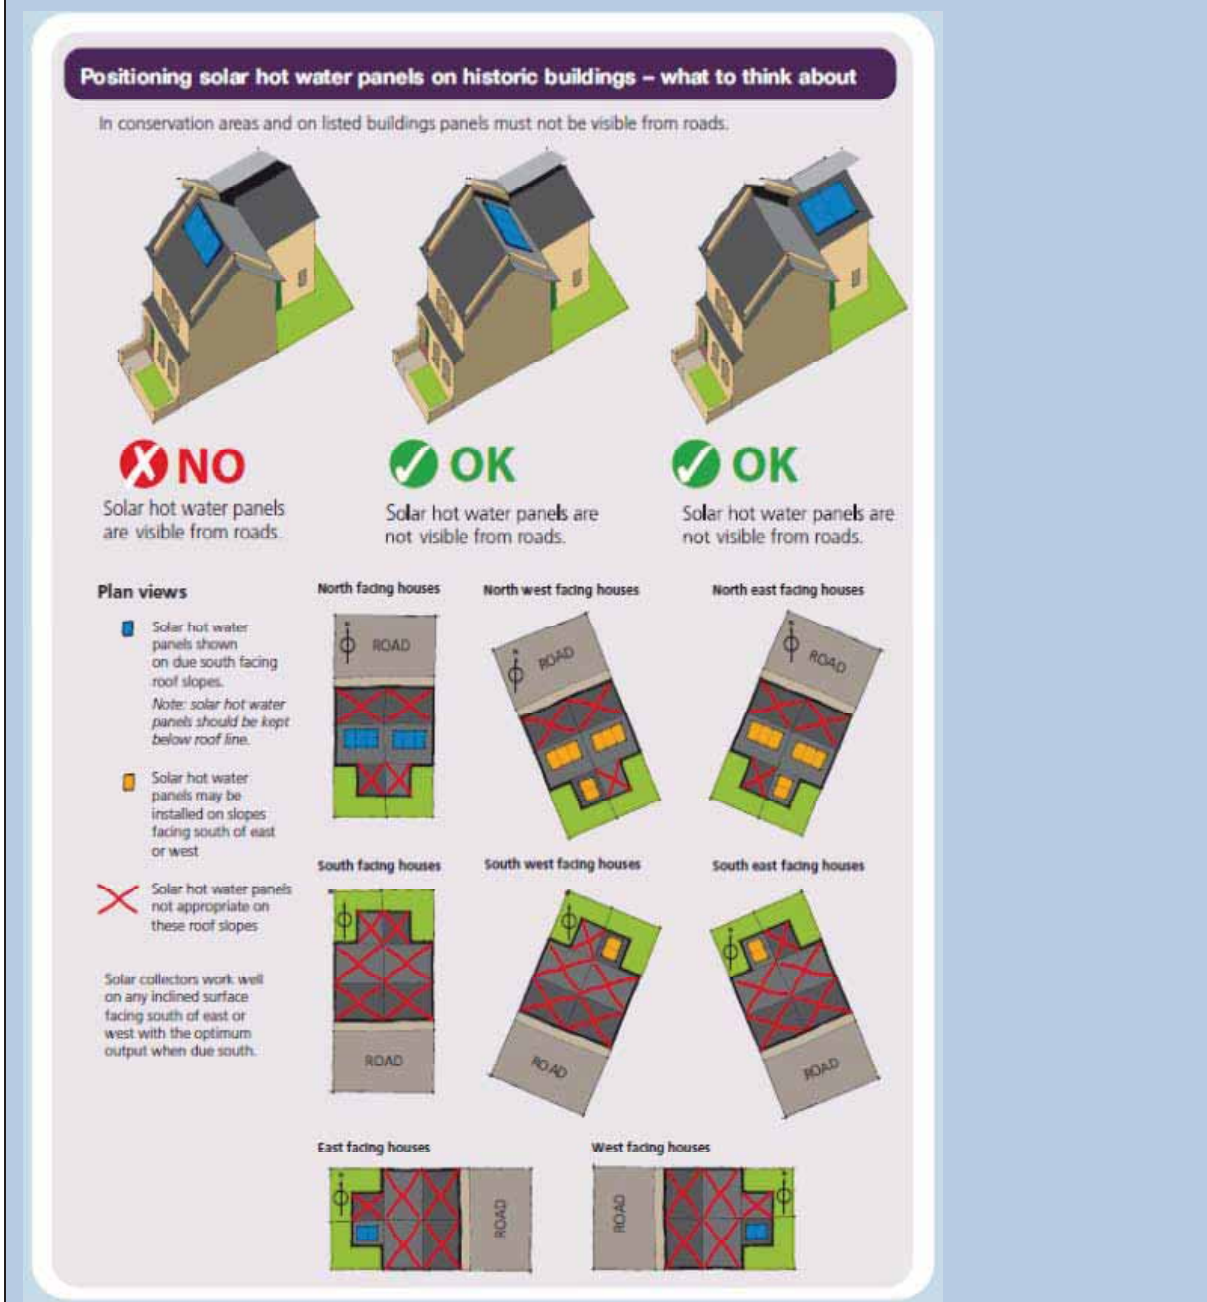 Positioning solar hot water panels on historic buildings – what to think about
In conservation areas and on listed buildings panels must not be visible from roads.
NO
Solar hot water panels
are visible from roads.
OK
Solar hot water panels are
not visible from roads.
OK
Solar hot water panels are
not visible from roads.
Plan views
Solar hot water
panels shown
on due south facing
roof slopes.
Note: solar hot water
panels should be kept
below roof line.
Solar hot water
panels may be
installed on slopes
facing south of east
or west
Solar hot water panels
not appropriate on
these roof slopes
Solar collectors work well
on any inclined surface
facing south of east or
west with the optimum
output when due south.
North facing houses
ROAD
North west facing houses
ROAD
North east facing houses
ROAD
South facing houses
ROAD
South west facing houses
ROAD
South east facing houses
ROAD
East facing houses
ROAD
West facing houses
ROAD